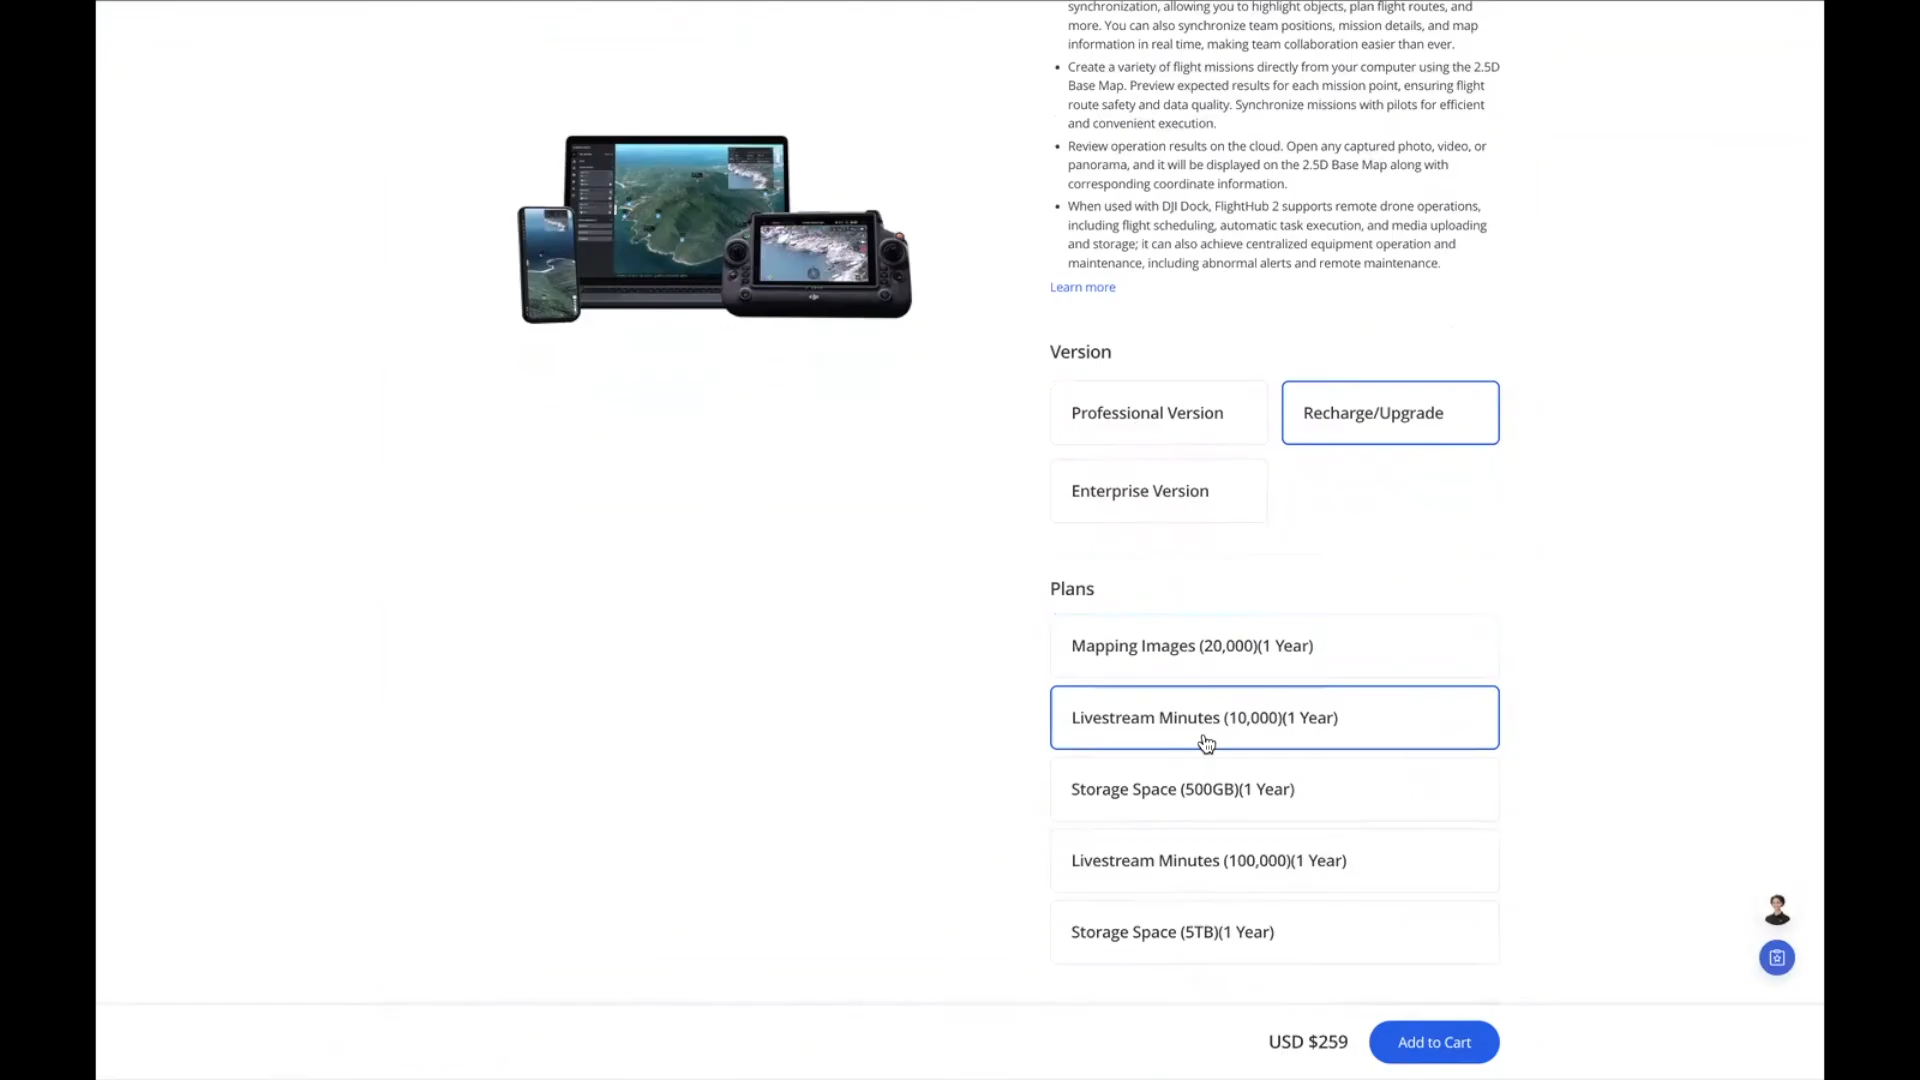 synchronization, allowing you to highlight objects, plan flight routes, and
more. You can also synchronize team positions, mission details, and map
information in real time, making team collaboration easier than ever.
• Create a variety of flight missions directly from your computer using the 2.5D
Base Map. Preview expected results for each mission point, ensuring flight
route safety and data quality. Synchronize missions with pilots for efficient
and convenient execution.
• Review operation results on the cloud. Open any captured photo, video, or
panorama, and it will be displayed on the 2.5D Base Map along with
corresponding coordinate information.
• When used with DJI Dock, FlightHub 2 supports remote drone operations,
including flight scheduling, automatic task execution, and media uploading
and storage; it can also achieve centralized equipment operation and
maintenance, including abnormal alerts and remote maintenance.
Learn more
Version
Professional Version
Recharge/Upgrade
Enterprise Version
Plans
Mapping Images (20,000)(1 Year)
Livestream Minutes (10,000)(1 Year)
Storage Space (500GB)(1 Year)
Livestream Minutes (100,000)(1 Year)
Storage Space (5TB)(1 Year)
USD $259
Add to Cart